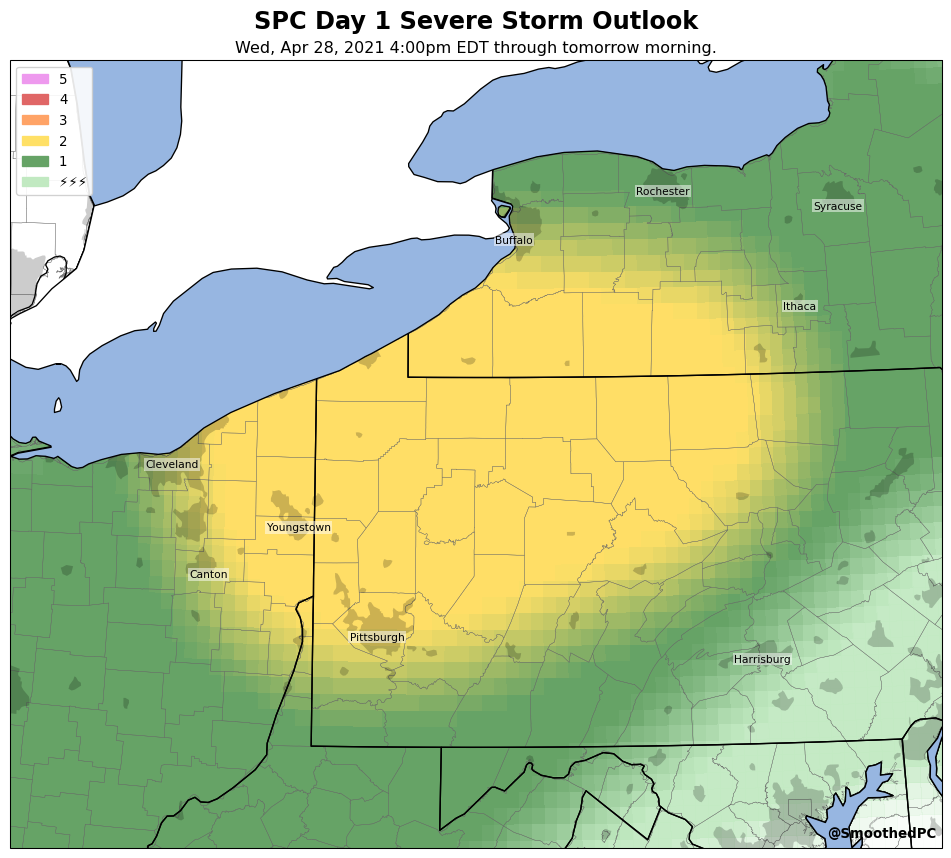 SPC Day 1 Severe Storm Outlook
Wed, Apr 28, 2021 4:00pm EDT through tomorrow morning.
5
4
3
2
1
⚡⚡⚡
Rochester
Syracuse
Buffalo
Ithaca
Cleveland
Youngstown
Canton
Pittsburgh
Harrisburg
@SmoothedPC